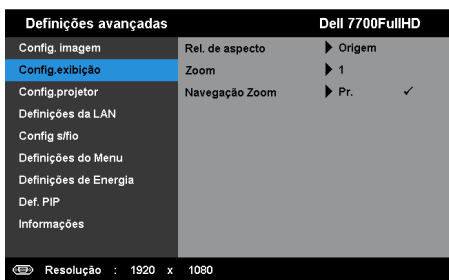 Definições avançadas Dell 7700FullHD
Config. imagem Rel. de aspecto Origem
Config.exibição Zoom 1
Config.projetor Navegação Zoom Pr. ✓
Definições da LAN
Config s/fio
Definições do Menu
Definições de Energia
Def. PIP
Informações
Resolução : 1920 x 1080